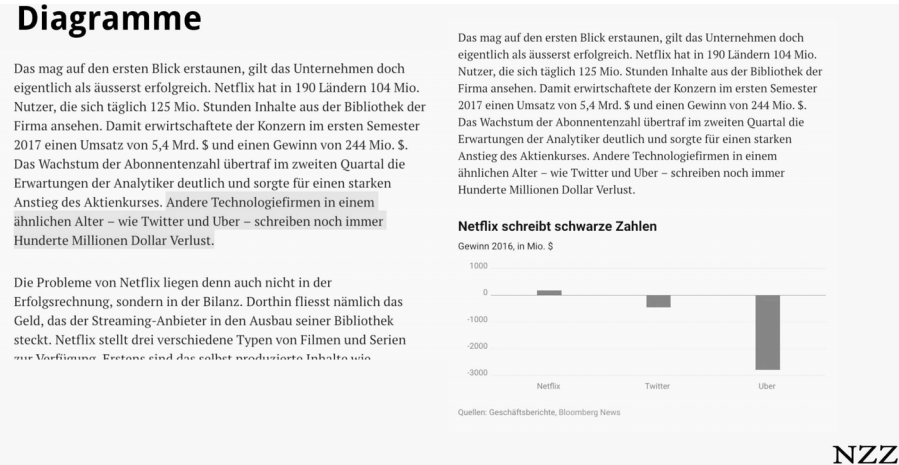 Diagramme
Das mag auf den ersten Blick erstaunen, gilt das Unternehmen doch
eigentlich als äusserst erfolgreich. Netflix hat in 190 Ländern 104 Mio.
Nutzer, die sich täglich 125 Mio. Stunden Inhalte aus der Bibliothek der
Firma ansehen. Damit erwirtschaftete der Konzern im ersten Semester
2017 einen Umsatz von 5,4 Mrd. $ und einen Gewinn von 244 Mio. $.
Das Wachstum der Abonnentenzahl übertraf im zweiten Quartal die
Erwartungen der Analytiker deutlich und sorgte für einen starken
Anstieg des Aktienkurses. Andere Technologiefirmen in einem
ähnlichen Alter – wie Twitter und Uber – schreiben noch immer
Hunderte Millionen Dollar Verlust.
Die Probleme von Netflix liegen denn auch nicht in der
Erfolgsrechnung, sondern in der Bilanz. Dorthin fliesst nämlich das
Geld, das der Streaming-Anbieter in den Ausbau seiner Bibliothek
steckt. Netflix stellt drei verschiedene Typen von Filmen und Serien
zur Verfügung. Erstens sind das selbst produzierte Inhalte wie
Das mag auf den ersten Blick erstaunen, gilt das Unternehmen doch
eigentlich als äusserst erfolgreich. Netflix hat in 190 Ländern 104 Mio.
Nutzer, die sich täglich 125 Mio. Stunden Inhalte aus der Bibliothek der
Firma ansehen. Damit erwirtschaftete der Konzern im ersten Semester
2017 einen Umsatz von 5,4 Mrd. $ und einen Gewinn von 244 Mio. $.
Das Wachstum der Abonnentenzahl übertraf im zweiten Quartal die
Erwartungen der Analytiker deutlich und sorgte für einen starken
Anstieg des Aktienkurses. Andere Technologiefirmen in einem
ähnlichen Alter – wie Twitter und Uber – schreiben noch immer
Hunderte Millionen Dollar Verlust.
Netflix schreibt schwarze Zahlen
Gewinn 2016, in Mio. $
1000
0
-1000
-2000
-3000
Netflix Twitter Uber
Quellen: Geschäftsberichte, Bloomberg News
NZZ